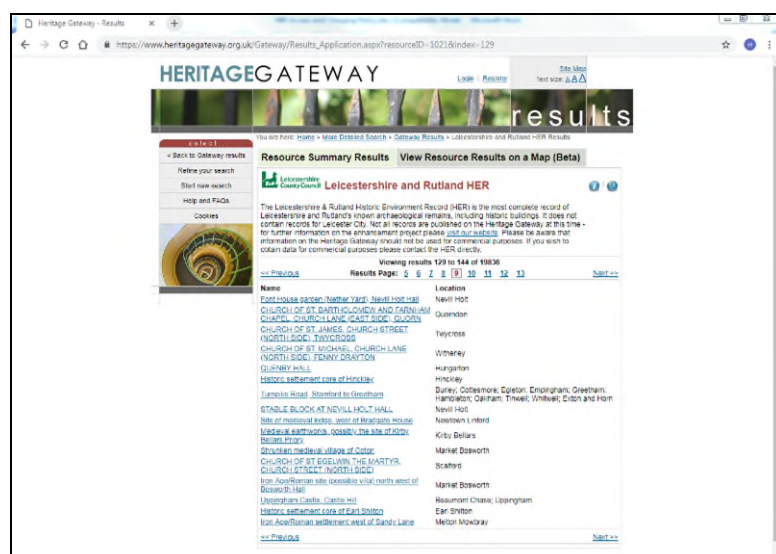 Heritage Gateway - Results
https://www.heritagegateway.org.uk/Gateway/Results_Application.aspx?resourceID=1021&index=129
HERITAGEGATEWAY
Login | Register
Site Map
Text size: A A A
results
You are here: Home > More Detailed Search > Gateway Results > Leicestershire and Rutland HER Results
select
< Back to Gateway results
Refine your search
Start new search
Help and FAQs
Cookies
Resource Summary Results
View Resource Results on a Map (Beta)
Leicestershire
County Council
Leicestershire and Rutland HER
The Leicestershire & Rutland Historic Environment Record (HER) is the most complete record of
Leicestershire and Rutland's known archaeological remains, including historic buildings. It does not
contain records for Leicester City. Not all records are published on the Heritage Gateway at this time -
for further information on the enhancement project please visit our website. Please be aware that
information on the Heritage Gateway should not be used for commercial purposes. If you wish to
obtain data for commercial purposes please contact the HER directly.
Viewing results 129 to 144 of 19836
<< Previous
Results Page: 5 6 7 8 9 10 11 12 13
Next >>
Name Location
Font House garden (Nether Yard), Nevill Holt Hall Nevill Holt
CHURCH OF ST. BARTHOLOMEW AND FARNHAM
CHAPEL, CHURCH LANE (EAST SIDE), QUORN Quorndon
CHURCH OF ST. JAMES, CHURCH STREET
(NORTH SIDE), TWYCROSS Twycross
CHURCH OF ST. MICHAEL, CHURCH LANE
(NORTH SIDE), FENNY DRAYTON Witherley
QUENBY HALL Hungarton
Historic settlement core of Hinckley Hinckley
Turnpike Road, Stamford to Greetham Burley; Cottesmore; Egleton; Empingham; Greetham;
Hambleton; Oakham; Tinwell; Whitwell; Exton and Horn
STABLE BLOCK AT NEVILL HOLT HALL Nevill Holt
Site of medieval lodge, west of Bradgate House Newtown Linford
Medieval earthworks, possibly the site of Kirby
Bellars Priory Kirby Bellars
Shrunken medieval village of Coton Market Bosworth
CHURCH OF ST EGELWIN THE MARTYR,
CHURCH STREET (NORTH SIDE) Scalford
Iron Age/Roman site (possible villa) north west of
Bosworth Hall Market Bosworth
Uppingham Castle, Castle Hill Beaumont Chase; Uppingham
Historic settlement core of Earl Shilton Earl Shilton
Iron Age/Roman settlement west of Sandy Lane Melton Mowbray
<< Previous
Next >>